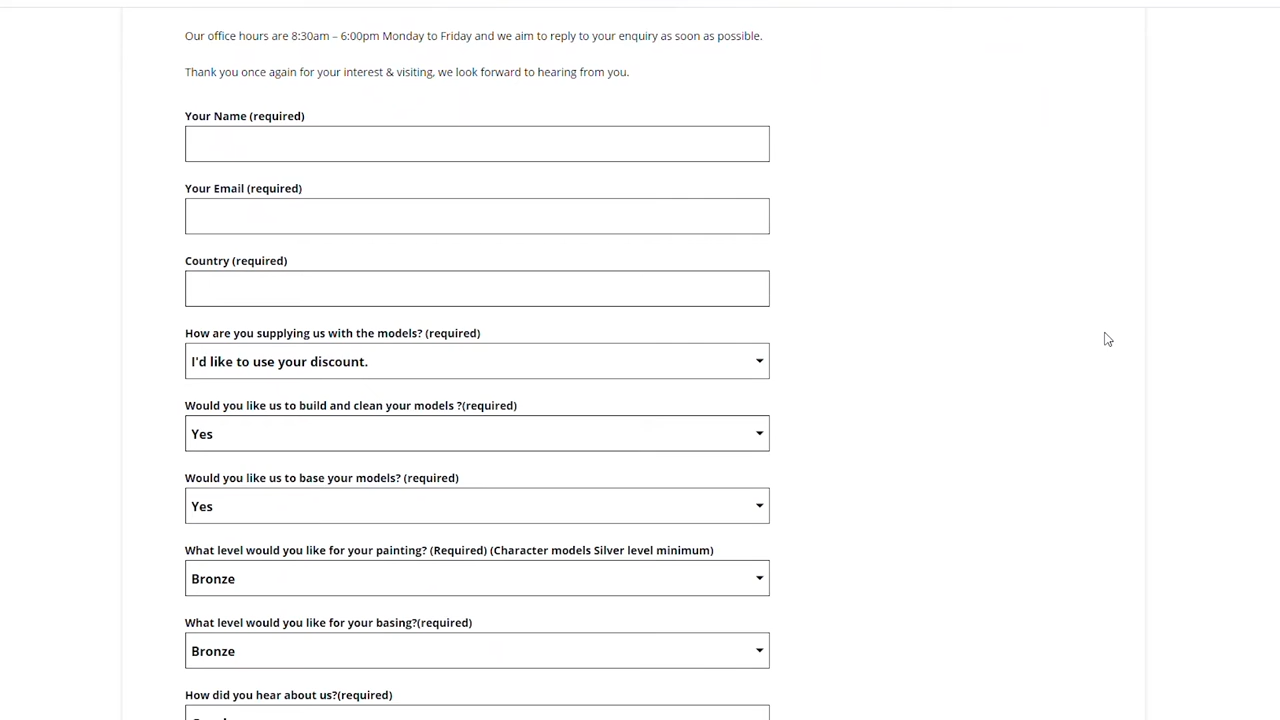 Our office hours are 8:30am – 6:00pm Monday to Friday and we aim to reply to your enquiry as soon as possible.
Thank you once again for your interest & visiting, we look forward to hearing from you.
Your Name (required)
Your Email (required)
Country (required)
How are you supplying us with the models? (required)
I'd like to use your discount.
Would you like us to build and clean your models ?(required)
Yes
Would you like us to base your models? (required)
Yes
What level would you like for your painting? (Required) (Character models Silver level minimum)
Bronze
What level would you like for your basing?(required)
Bronze
How did you hear about us?(required)